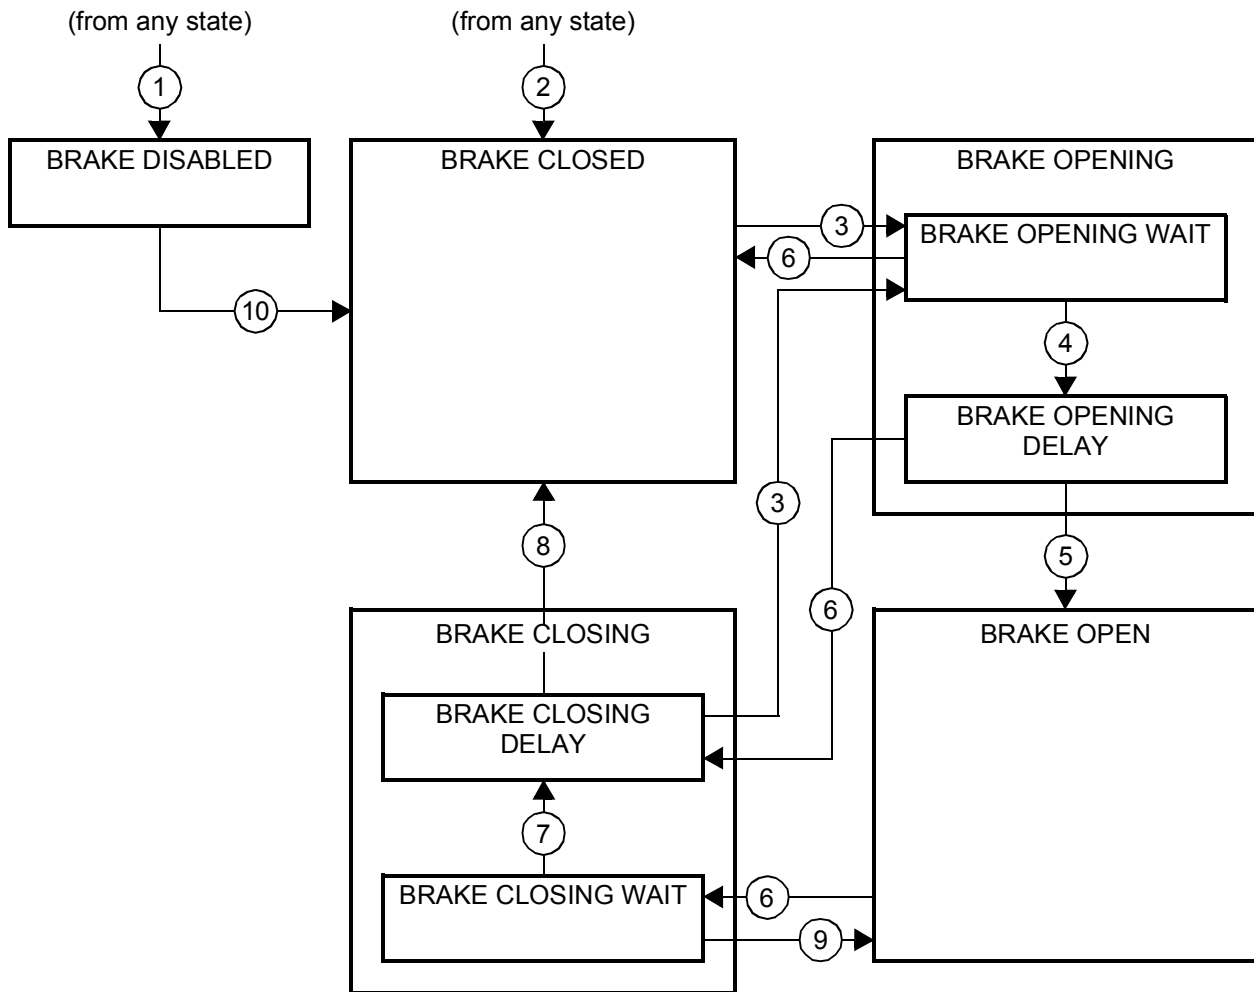 (from any state)
(from any state)
1
2
BRAKE DISABLED
BRAKE CLOSED
BRAKE OPENING
3
BRAKE OPENING WAIT
6
10
4
BRAKE OPENING
DELAY
3
8
5
6
BRAKE CLOSING
BRAKE OPEN
BRAKE CLOSING
DELAY
7
BRAKE CLOSING WAIT
6
9